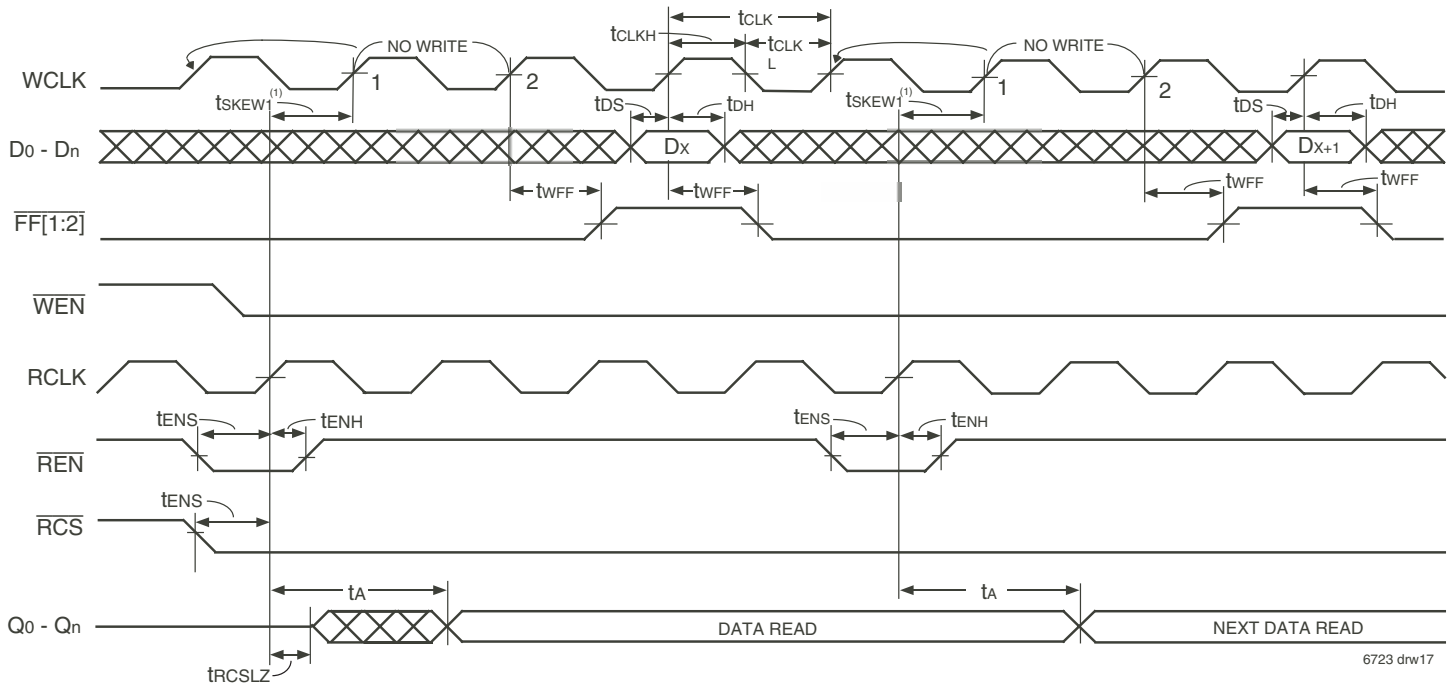 tCLK
tCLKH
tCLK
L
NO WRITE
NO WRITE
WCLK
1
2
1
2
tSKEW1(1)
tDS
tDH
tSKEW1(1)
tDS
tDH
D0 - Dn
DX
DX+1
tWFF
tWFF
tWFF
tWFF
FF[1:2]
WEN
RCLK
tENS
tENH
tENS
tENH
REN
tENS
RCS
tA
tA
Q0 - Qn
DATA READ
NEXT DATA READ
tRCSLZ
6723 drw17